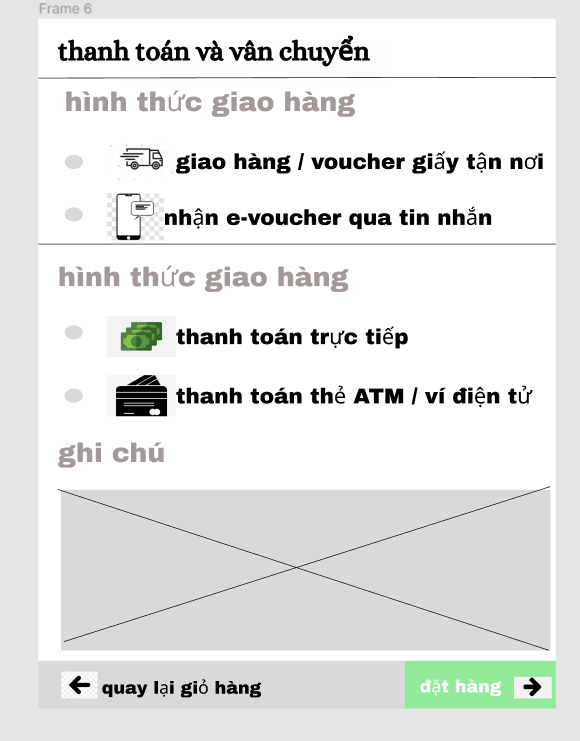 Frame 6
thanh toán và vân chuyển
hình thức giao hàng
giao hàng / voucher giấy tận nơi
nhận e-voucher qua tin nhắn
hình thức giao hàng
thanh toán trực tiếp
thanh toán thẻ ATM / ví điện tử
ghi chú
quay lại giỏ hàng
đặt hàng